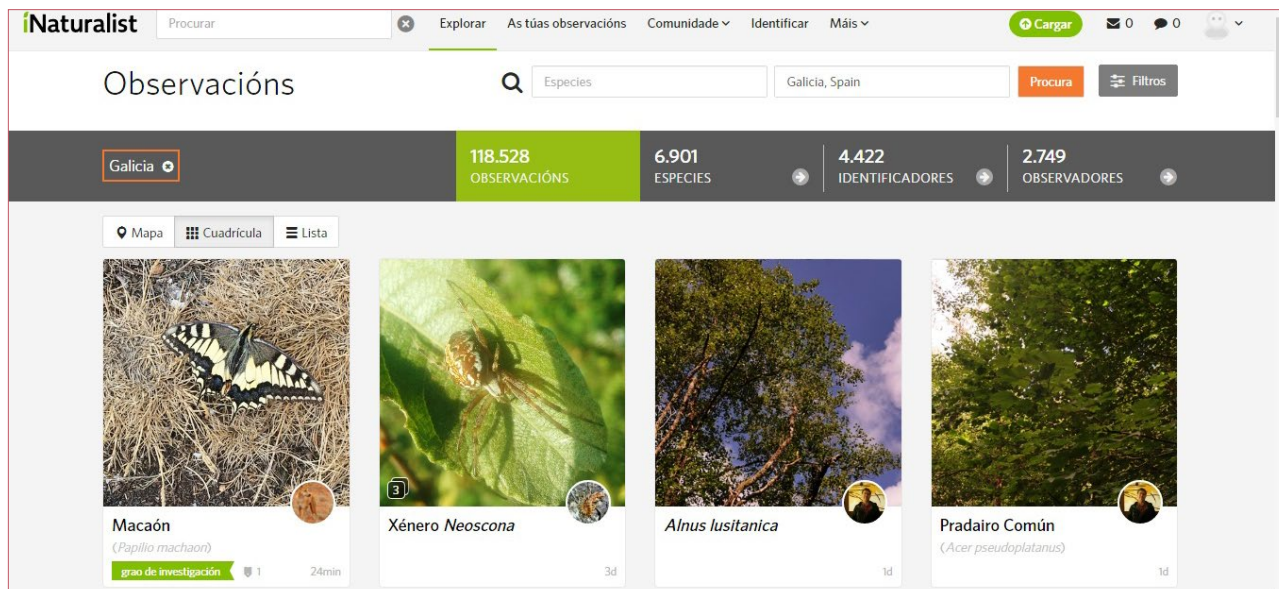 iNaturalist
Procurar
Explorar
As túas observacións
Comunidade
Identificar
Máis
Cargar
0
0
Observacións
Especies
Galicia, Spain
Procura
Filtros
Galicia
118.528
OBSERVACIÓNS
6.901
ESPECIES
4.422
IDENTIFICADORES
2.749
OBSERVADORES
Mapa
Cuadrícula
Lista
Macaón
(Papilio machaon)
grao de investigación
1
24min
3
Xénero Neoscona
3d
Alnus lusitanica
1d
Pradairo Común
(Acer pseudoplatanus)
1d